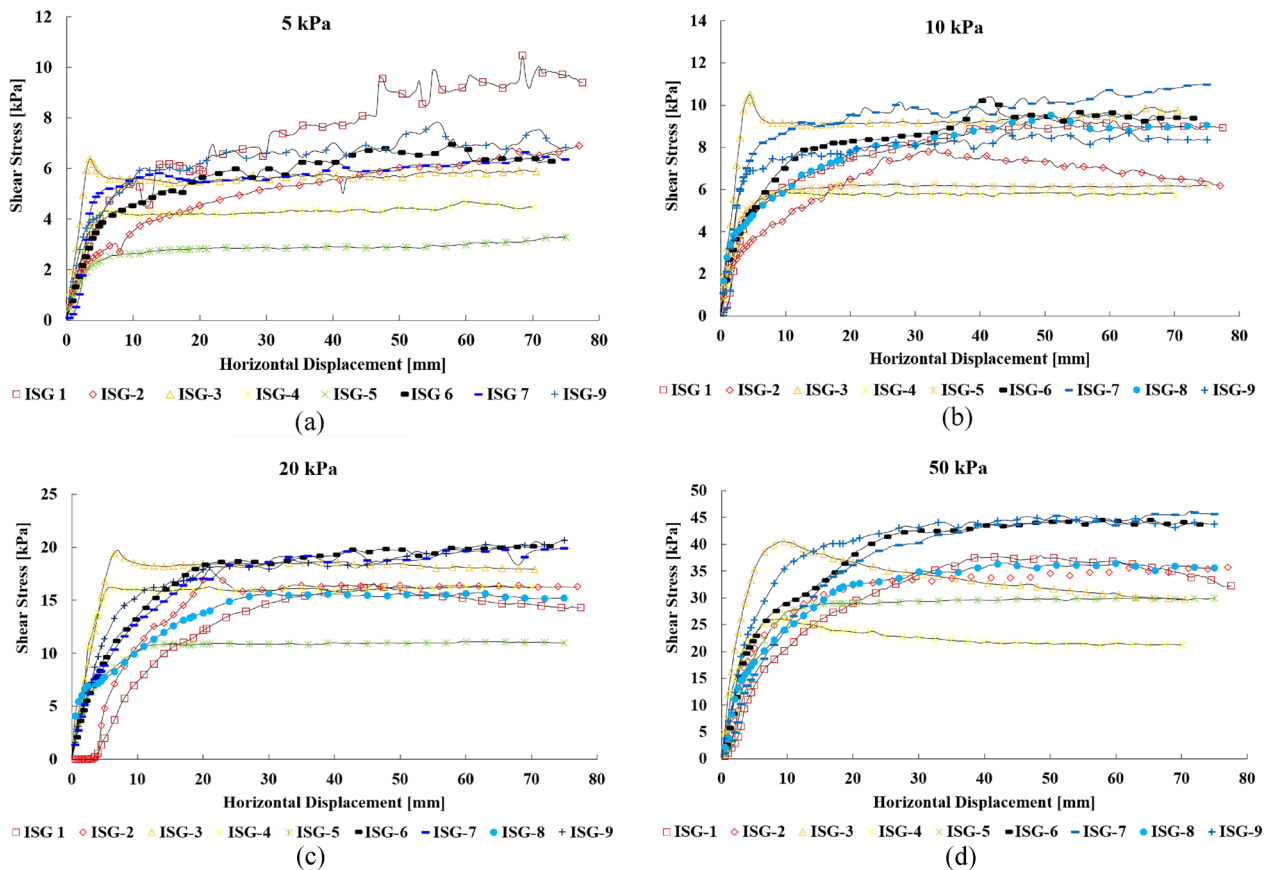 5 kPa
12
10
8
6
4
2
0
Shear Stress [kPa]
0 10 20 30 40 50 60 70 80
Horizontal Displacement [mm]
ISG 1 ISG-2 ISG-3 ISG-4 ISG-5 ISG 6 ISG 7 ISG-9
(a)
10 kPa
14
12
10
8
6
4
2
0
Shear Stress [kPa]
0 10 20 30 40 50 60 70 80
Horizontal Displacement [mm]
ISG 1 ISG-2 ISG-3 ISG-4 ISG-5 ISG-6 ISG-7 ISG-8 ISG-9
(b)
20 kPa
25
20
15
10
5
0
Shear Stress [kPa]
0 10 20 30 40 50 60 70 80
Horizontal Displacement [mm]
ISG 1 ISG-2 ISG-3 ISG-4 ISG-5 ISG-6 ISG-7 ISG-8 ISG-9
(c)
50 kPa
50
45
40
35
30
25
20
15
10
5
0
Shear Stress [kPa]
0 10 20 30 40 50 60 70 80
Horizontal Displacement [mm]
ISG-1 ISG-2 ISG-3 ISG-4 ISG-5 ISG-6 ISG-7 ISG-8 ISG-9
(d)